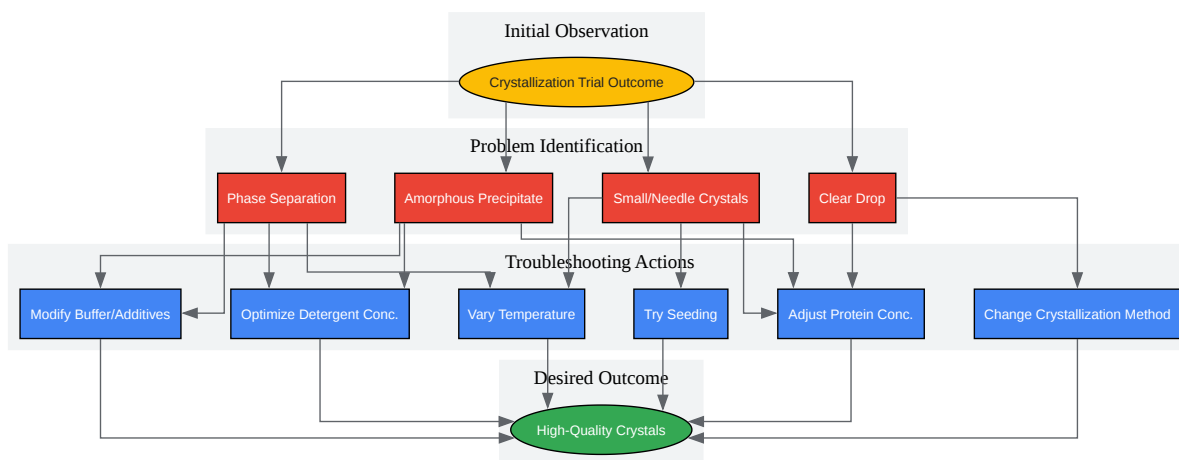 Initial Observation
Crystallization Trial Outcome
Problem Identification
Phase Separation
Amorphous Precipitate
Small/Needle Crystals
Clear Drop
Troubleshooting Actions
Modify Buffer/Additives
Optimize Detergent Conc.
Vary Temperature
Try Seeding
Adjust Protein Conc.
Change Crystallization Method
Desired Outcome
High-Quality Crystals